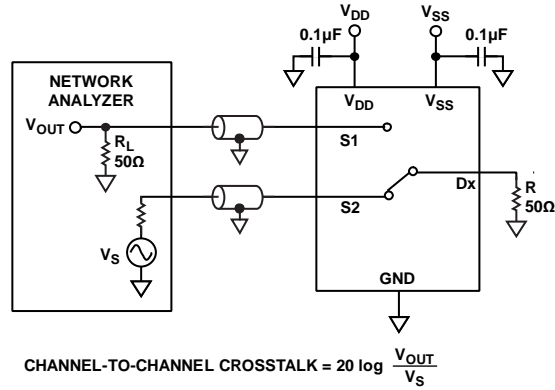 V_DD V_SS
0.1µF 0.1µF
NETWORK
ANALYZER
V_DD V_SS
V_OUT
R_L
50Ω
S1
S2
Dx
R
50Ω
V_S
GND
CHANNEL-TO-CHANNEL CROSSTALK = 20 log V_OUT / V_S